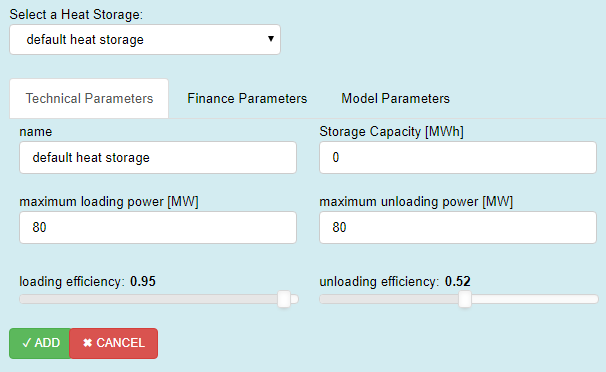 Select a Heat Storage:
default heat storage
Technical Parameters Finance Parameters Model Parameters
name Storage Capacity [MWh]
default heat storage 0
maximum loading power [MW] maximum unloading power [MW]
80 80
loading efficiency: 0.95 unloading efficiency: 0.52
✓ ADD ✖ CANCEL